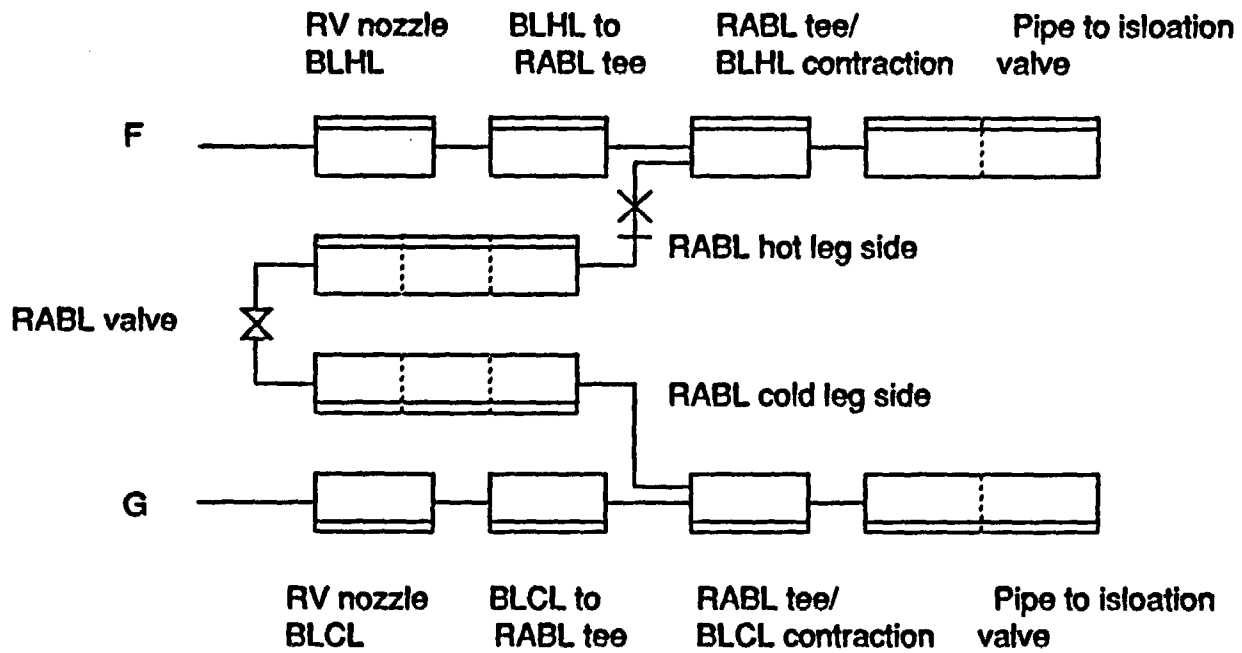 RV nozzle BLHL to RABL tee/ Pipe to isloation
BLHL RABL tee BLHL contraction valve
F
RABL hot leg side
RABL valve
RABL cold leg side
G
RV nozzle BLCL to RABL tee/ Pipe to isloation
BLCL RABL tee BLCL contraction valve